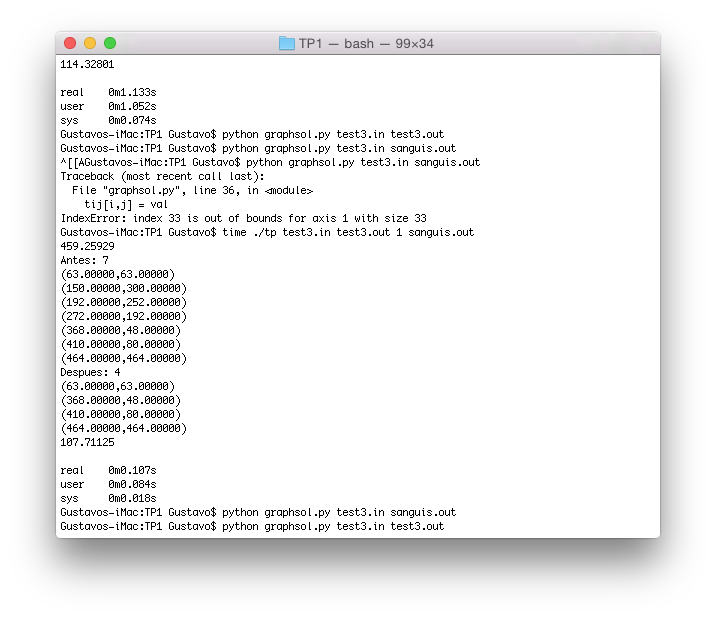 TP1 — bash — 99×34
114.32801
real 0m1.133s
user 0m1.052s
sys 0m0.074s
Gustavos-iMac:TP1 Gustavo$ python graphsol.py test3.in test3.out
Gustavos-iMac:TP1 Gustavo$ python graphsol.py test3.in sanguis.out
^[[AGustavos-iMac:TP1 Gustavo$ python graphsol.py test3.in sanguis.out
Traceback (most recent call last):
  File "graphsol.py", line 36, in <module>
    tij[i,j] = val
IndexError: index 33 is out of bounds for axis 1 with size 33
Gustavos-iMac:TP1 Gustavo$ time ./tp test3.in test3.out 1 sanguis.out
459.25929
Antes: 7
(63.00000,63.00000)
(150.00000,300.00000)
(192.00000,252.00000)
(272.00000,192.00000)
(368.00000,48.00000)
(410.00000,80.00000)
(464.00000,464.00000)
Despues: 4
(63.00000,63.00000)
(368.00000,48.00000)
(410.00000,80.00000)
(464.00000,464.00000)
107.71125
real 0m0.107s
user 0m0.084s
sys 0m0.018s
Gustavos-iMac:TP1 Gustavo$ python graphsol.py test3.in sanguis.out
Gustavos-iMac:TP1 Gustavo$ python graphsol.py test3.in test3.out